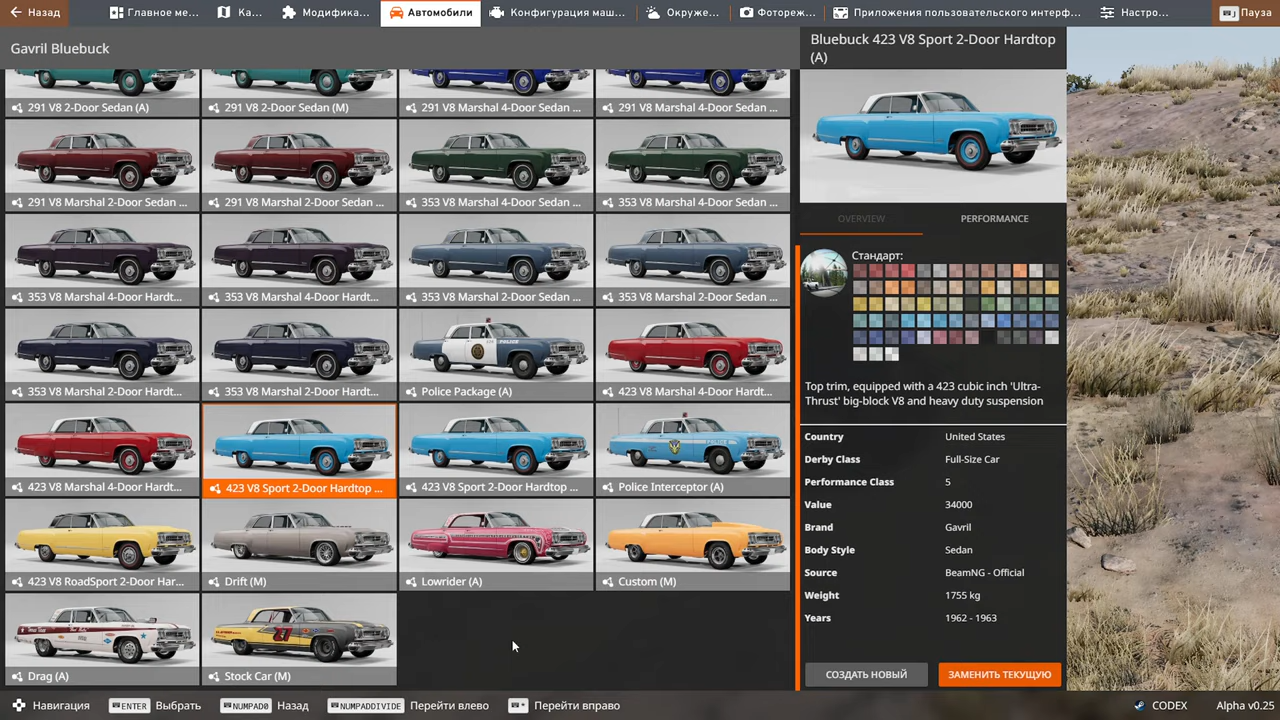 Назад
Главное ме...
Ка...
Модифика...
Автомобили
Конфигурация маш...
Окруже...
Фотореж...
Приложения пользовательского интерф...
Настро...
Пауза
Gavril Bluebuck
291 V8 2-Door Sedan (A)
291 V8 2-Door Sedan (M)
291 V8 Marshal 4-Door Sedan ...
291 V8 Marshal 4-Door Sedan ...
291 V8 Marshal 2-Door Sedan ...
291 V8 Marshal 2-Door Sedan ...
353 V8 Marshal 4-Door Sedan ...
353 V8 Marshal 4-Door Sedan ...
353 V8 Marshal 4-Door Hardt...
353 V8 Marshal 4-Door Hardt...
353 V8 Marshal 2-Door Sedan ...
353 V8 Marshal 2-Door Sedan ...
353 V8 Marshal 2-Door Hardt...
353 V8 Marshal 2-Door Hardt...
Police Package (A)
423 V8 Marshal 4-Door Hardt...
423 V8 Marshal 4-Door Hardt...
423 V8 Sport 2-Door Hardtop ...
423 V8 Sport 2-Door Hardtop ...
Police Interceptor (A)
423 V8 RoadSport 2-Door Har...
Drift (M)
Lowrider (A)
Custom (M)
Drag (A)
Stock Car (M)
Bluebuck 423 V8 Sport 2-Door Hardtop
(A)
OVERVIEW
PERFORMANCE
Стандарт:
Top trim, equipped with a 423 cubic inch 'Ultra-
Thrust' big-block V8 and heavy duty suspension
Country United States
Derby Class Full-Size Car
Performance Class 5
Value 34000
Brand Gavril
Body Style Sedan
Source BeamNG - Official
Weight 1755 kg
Years 1962 - 1963
СОЗДАТЬ НОВЫЙ
ЗАМЕНИТЬ ТЕКУЩУЮ
Навигация
ENTER Выбрать
NUMPAD0 Назад
NUMPADDIVIDE Перейти влево
* Перейти вправо
CODEX
Alpha v0.25